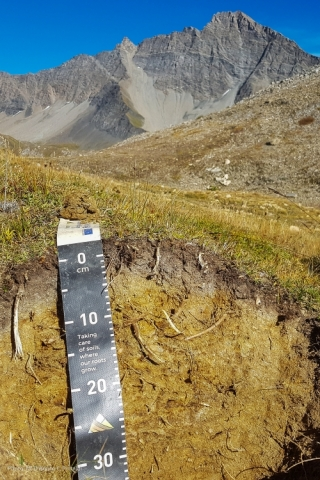 0
cm
10
Taking
care
of soils,
where
our roots
grow.
20
30